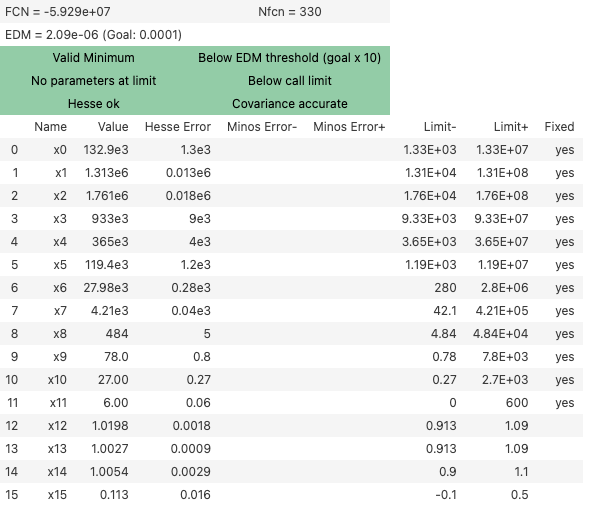 FCN = -5.929e+07 Nfcn = 330
EDM = 2.09e-06 (Goal: 0.0001)
Valid Minimum Below EDM threshold (goal x 10)
No parameters at limit Below call limit
Hesse ok Covariance accurate
Name Value Hesse Error Minos Error- Minos Error+ Limit- Limit+ Fixed
0 x0 132.9e3 1.3e3 1.33E+03 1.33E+07 yes
1 x1 1.313e6 0.013e6 1.31E+04 1.31E+08 yes
2 x2 1.761e6 0.018e6 1.76E+04 1.76E+08 yes
3 x3 933e3 9e3 9.33E+03 9.33E+07 yes
4 x4 365e3 4e3 3.65E+03 3.65E+07 yes
5 x5 119.4e3 1.2e3 1.19E+03 1.19E+07 yes
6 x6 27.98e3 0.28e3 280 2.8E+06 yes
7 x7 4.21e3 0.04e3 42.1 4.21E+05 yes
8 x8 484 5 4.84 4.84E+04 yes
9 x9 78.0 0.8 0.78 7.8E+03 yes
10 x10 27.00 0.27 0.27 2.7E+03 yes
11 x11 6.00 0.06 0 600 yes
12 x12 1.0198 0.0018 0.913 1.09
13 x13 1.0027 0.0009 0.913 1.09
14 x14 1.0054 0.0029 0.9 1.1
15 x15 0.113 0.016 -0.1 0.5